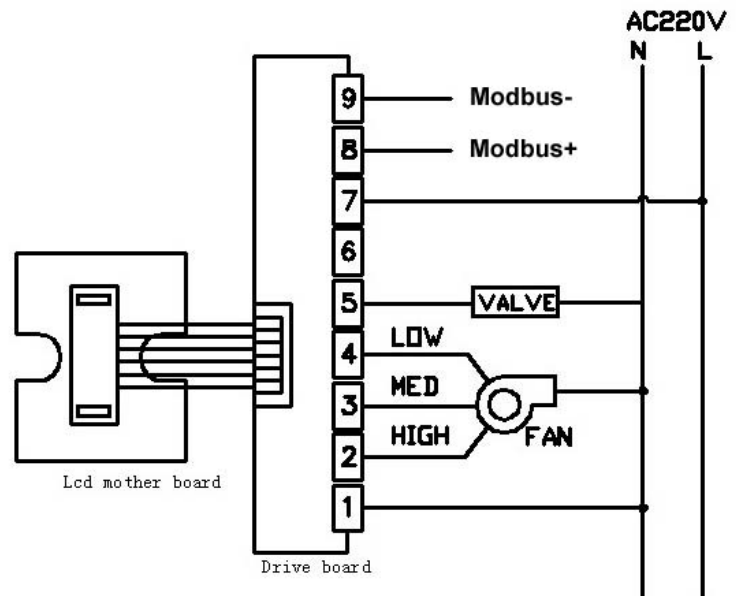 AC220V
N L
9 Modbus-
8 Modbus+
7
6
5 VALVE
4 LOW
3 MED
2 HIGH FAN
1
Lcd mother board
Drive board